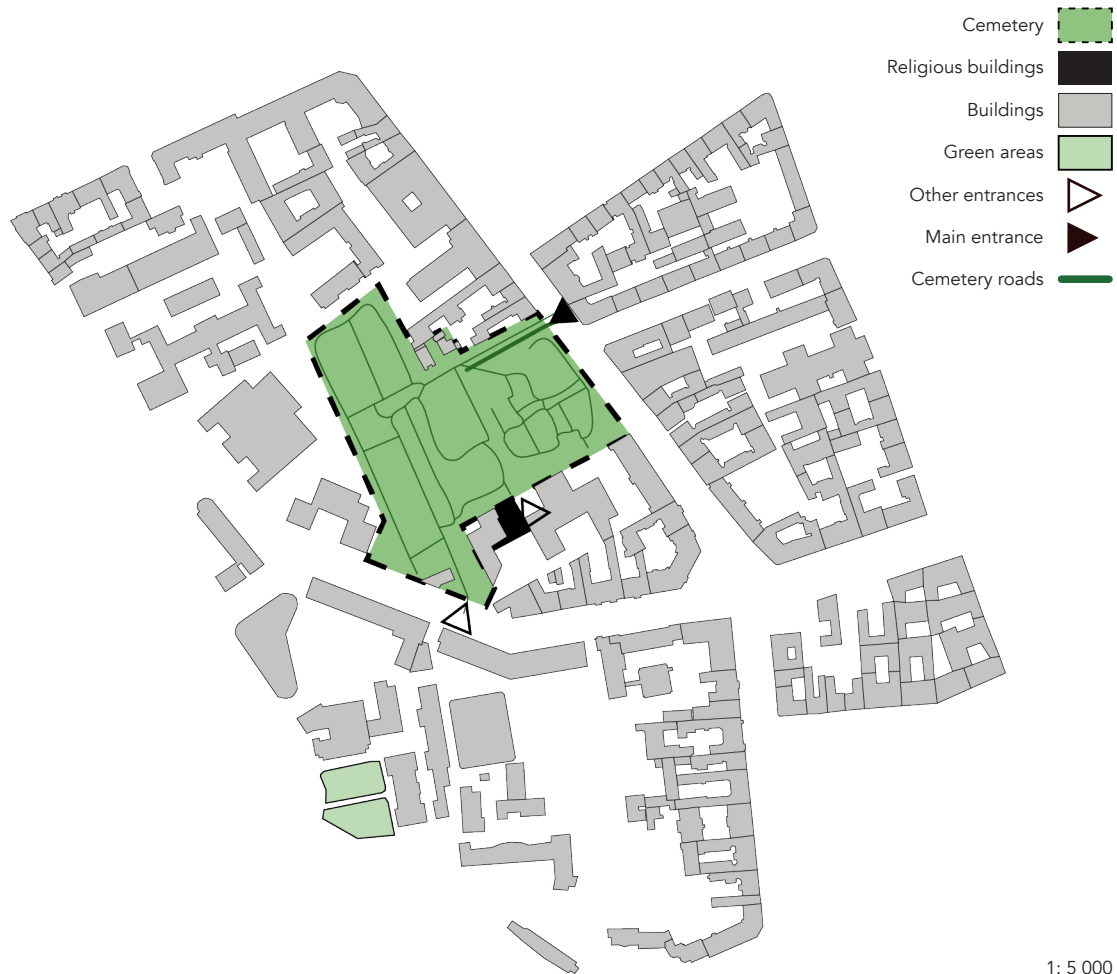 Cemetery
Religious buildings
Buildings
Green areas
Other entrances
Main entrance
Cemetery roads
1: 5 000